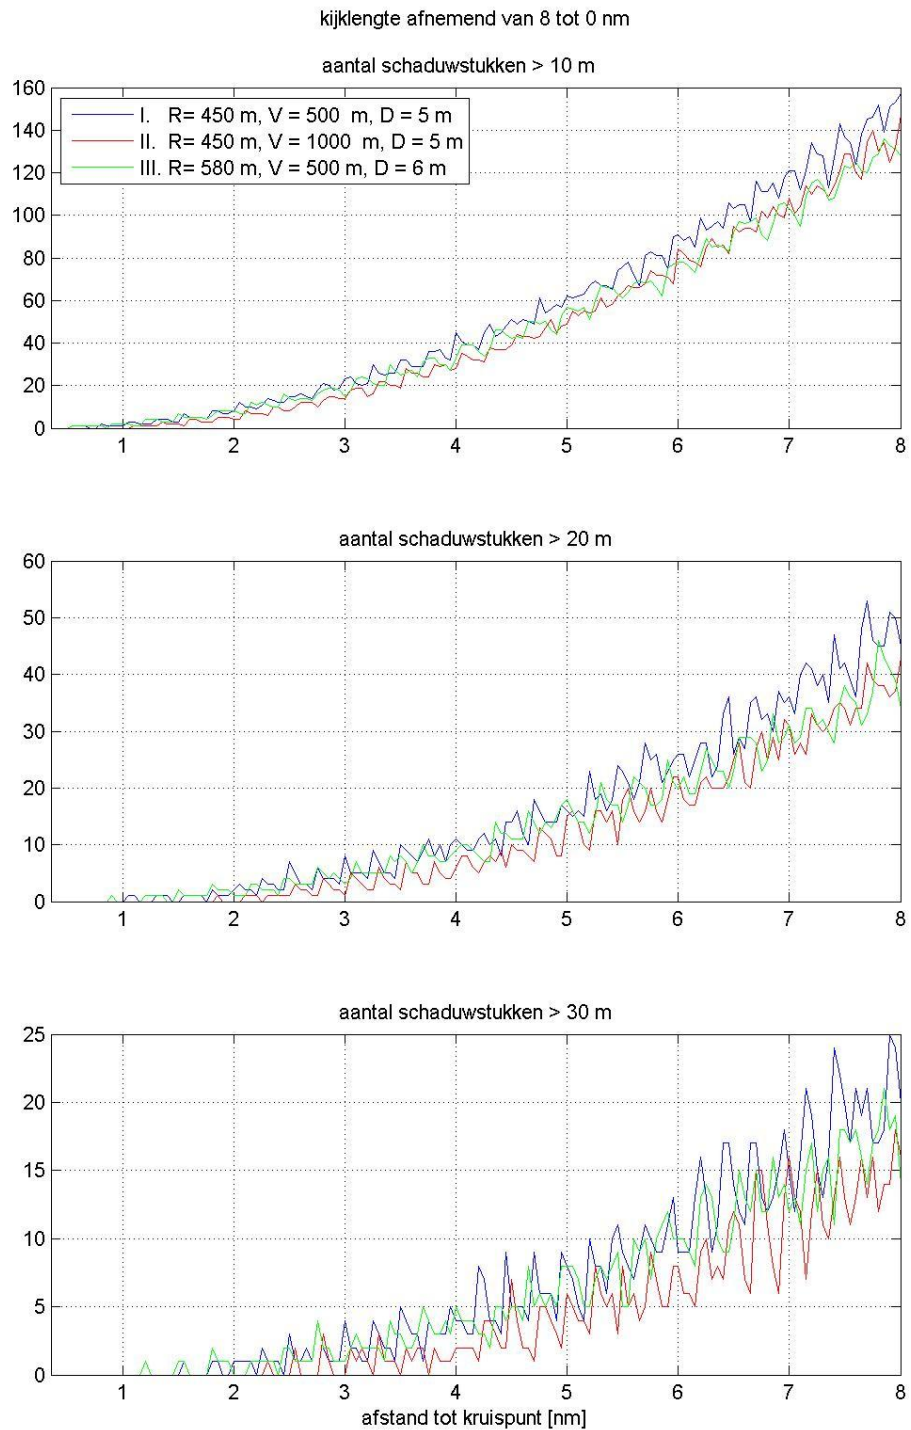 kijklengte afnemend van 8 tot 0 nm
aantal schaduwstukken > 10 m
160
140
120
100
80
60
40
20
0
I. R= 450 m, V = 500 m, D = 5 m
II. R= 450 m, V = 1000 m, D = 5 m
III. R= 580 m, V = 500 m, D = 6 m
1 2 3 4 5 6 7 8
aantal schaduwstukken > 20 m
60
50
40
30
20
10
0
1 2 3 4 5 6 7 8
aantal schaduwstukken > 30 m
25
20
15
10
5
0
1 2 3 4 5 6 7 8
afstand tot kruispunt [nm]